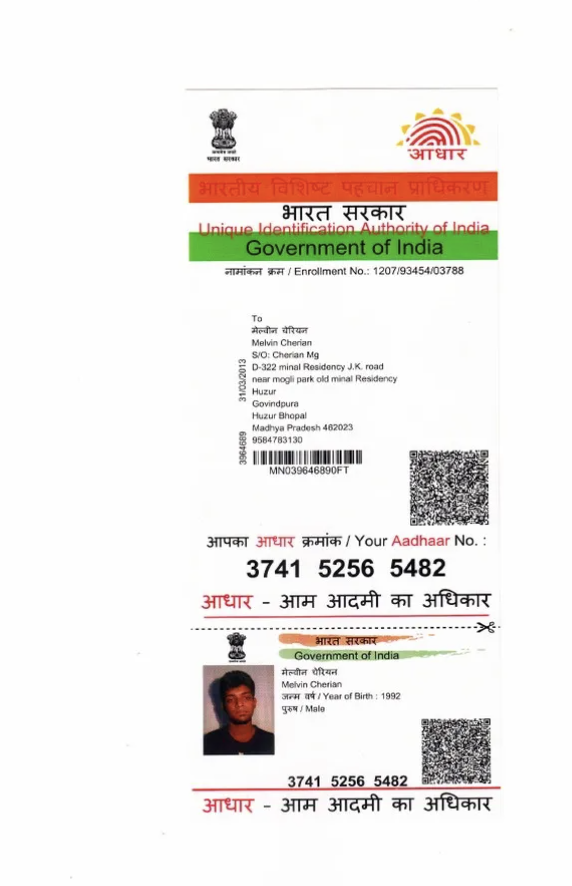 भारत सरकार
आधार
भारतीय विशिष्ट पहचान प्राधिकरण
भारत सरकार
Unique Identification Authority of India
Government of India
नामांकन क्रम / Enrollment No.: 1207/93454/03788
To
मेल्वीन चेरियन
Melvin Cherian
S/O: Cherian Mg
D-322 minal Residency J.K. road
near mogli park old minal Residency
Huzur
Govindpura
Huzur Bhopal
Madhya Pradesh 462023
9584783130
31/03/2013
3964689
MN039646890FT
आपका आधार क्रमांक / Your Aadhaar No. :
3741 5256 5482
आधार - आम आदमी का अधिकार
भारत सरकार
Government of India
मेल्वीन चेरियन
Melvin Cherian
जन्म वर्ष / Year of Birth : 1992
पुरुष / Male
3741 5256 5482
आधार - आम आदमी का अधिकार